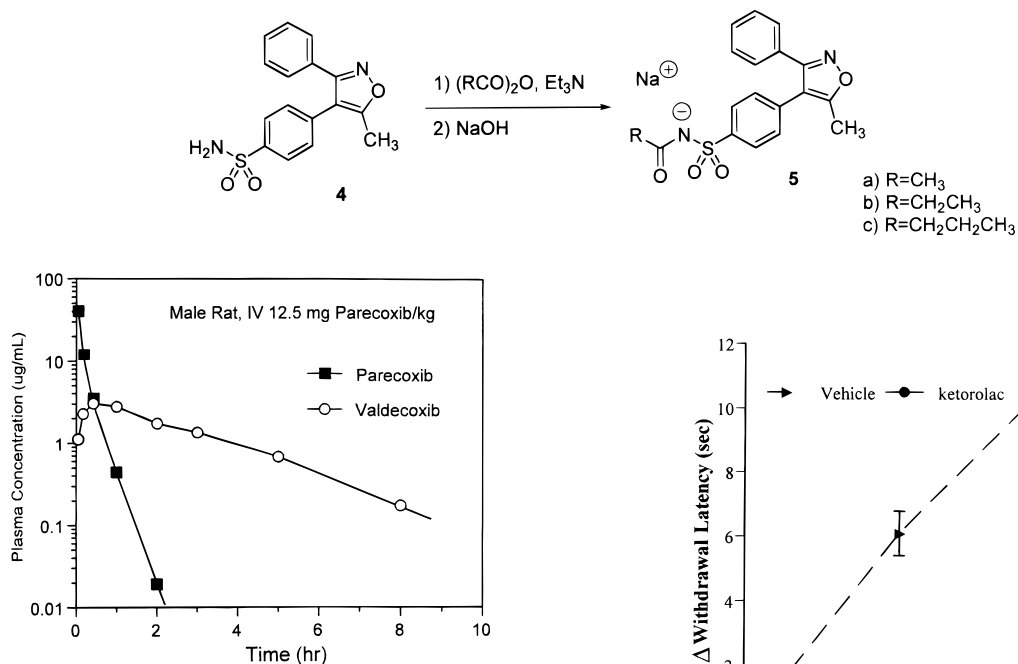 N
O
CH3
H2N
S
O O
4
1) (RCO)2O, Et3N
2) NaOH
Na⊕
⊖
N
O
CH3
R
N
S
O
O O
5
a) R=CH3
b) R=CH2CH3
c) R=CH2CH2CH3
Plasma Concentration (ug/mL)
100
10
1
0.1
0.01
Male Rat, IV 12.5 mg Parecoxib/kg
Parecoxib
Valdecoxib
0 2 4 6 8 10
Time (hr)
Δ Withdrawal Latency (sec)
12
10
8
6
4
Vehicle ketorolac